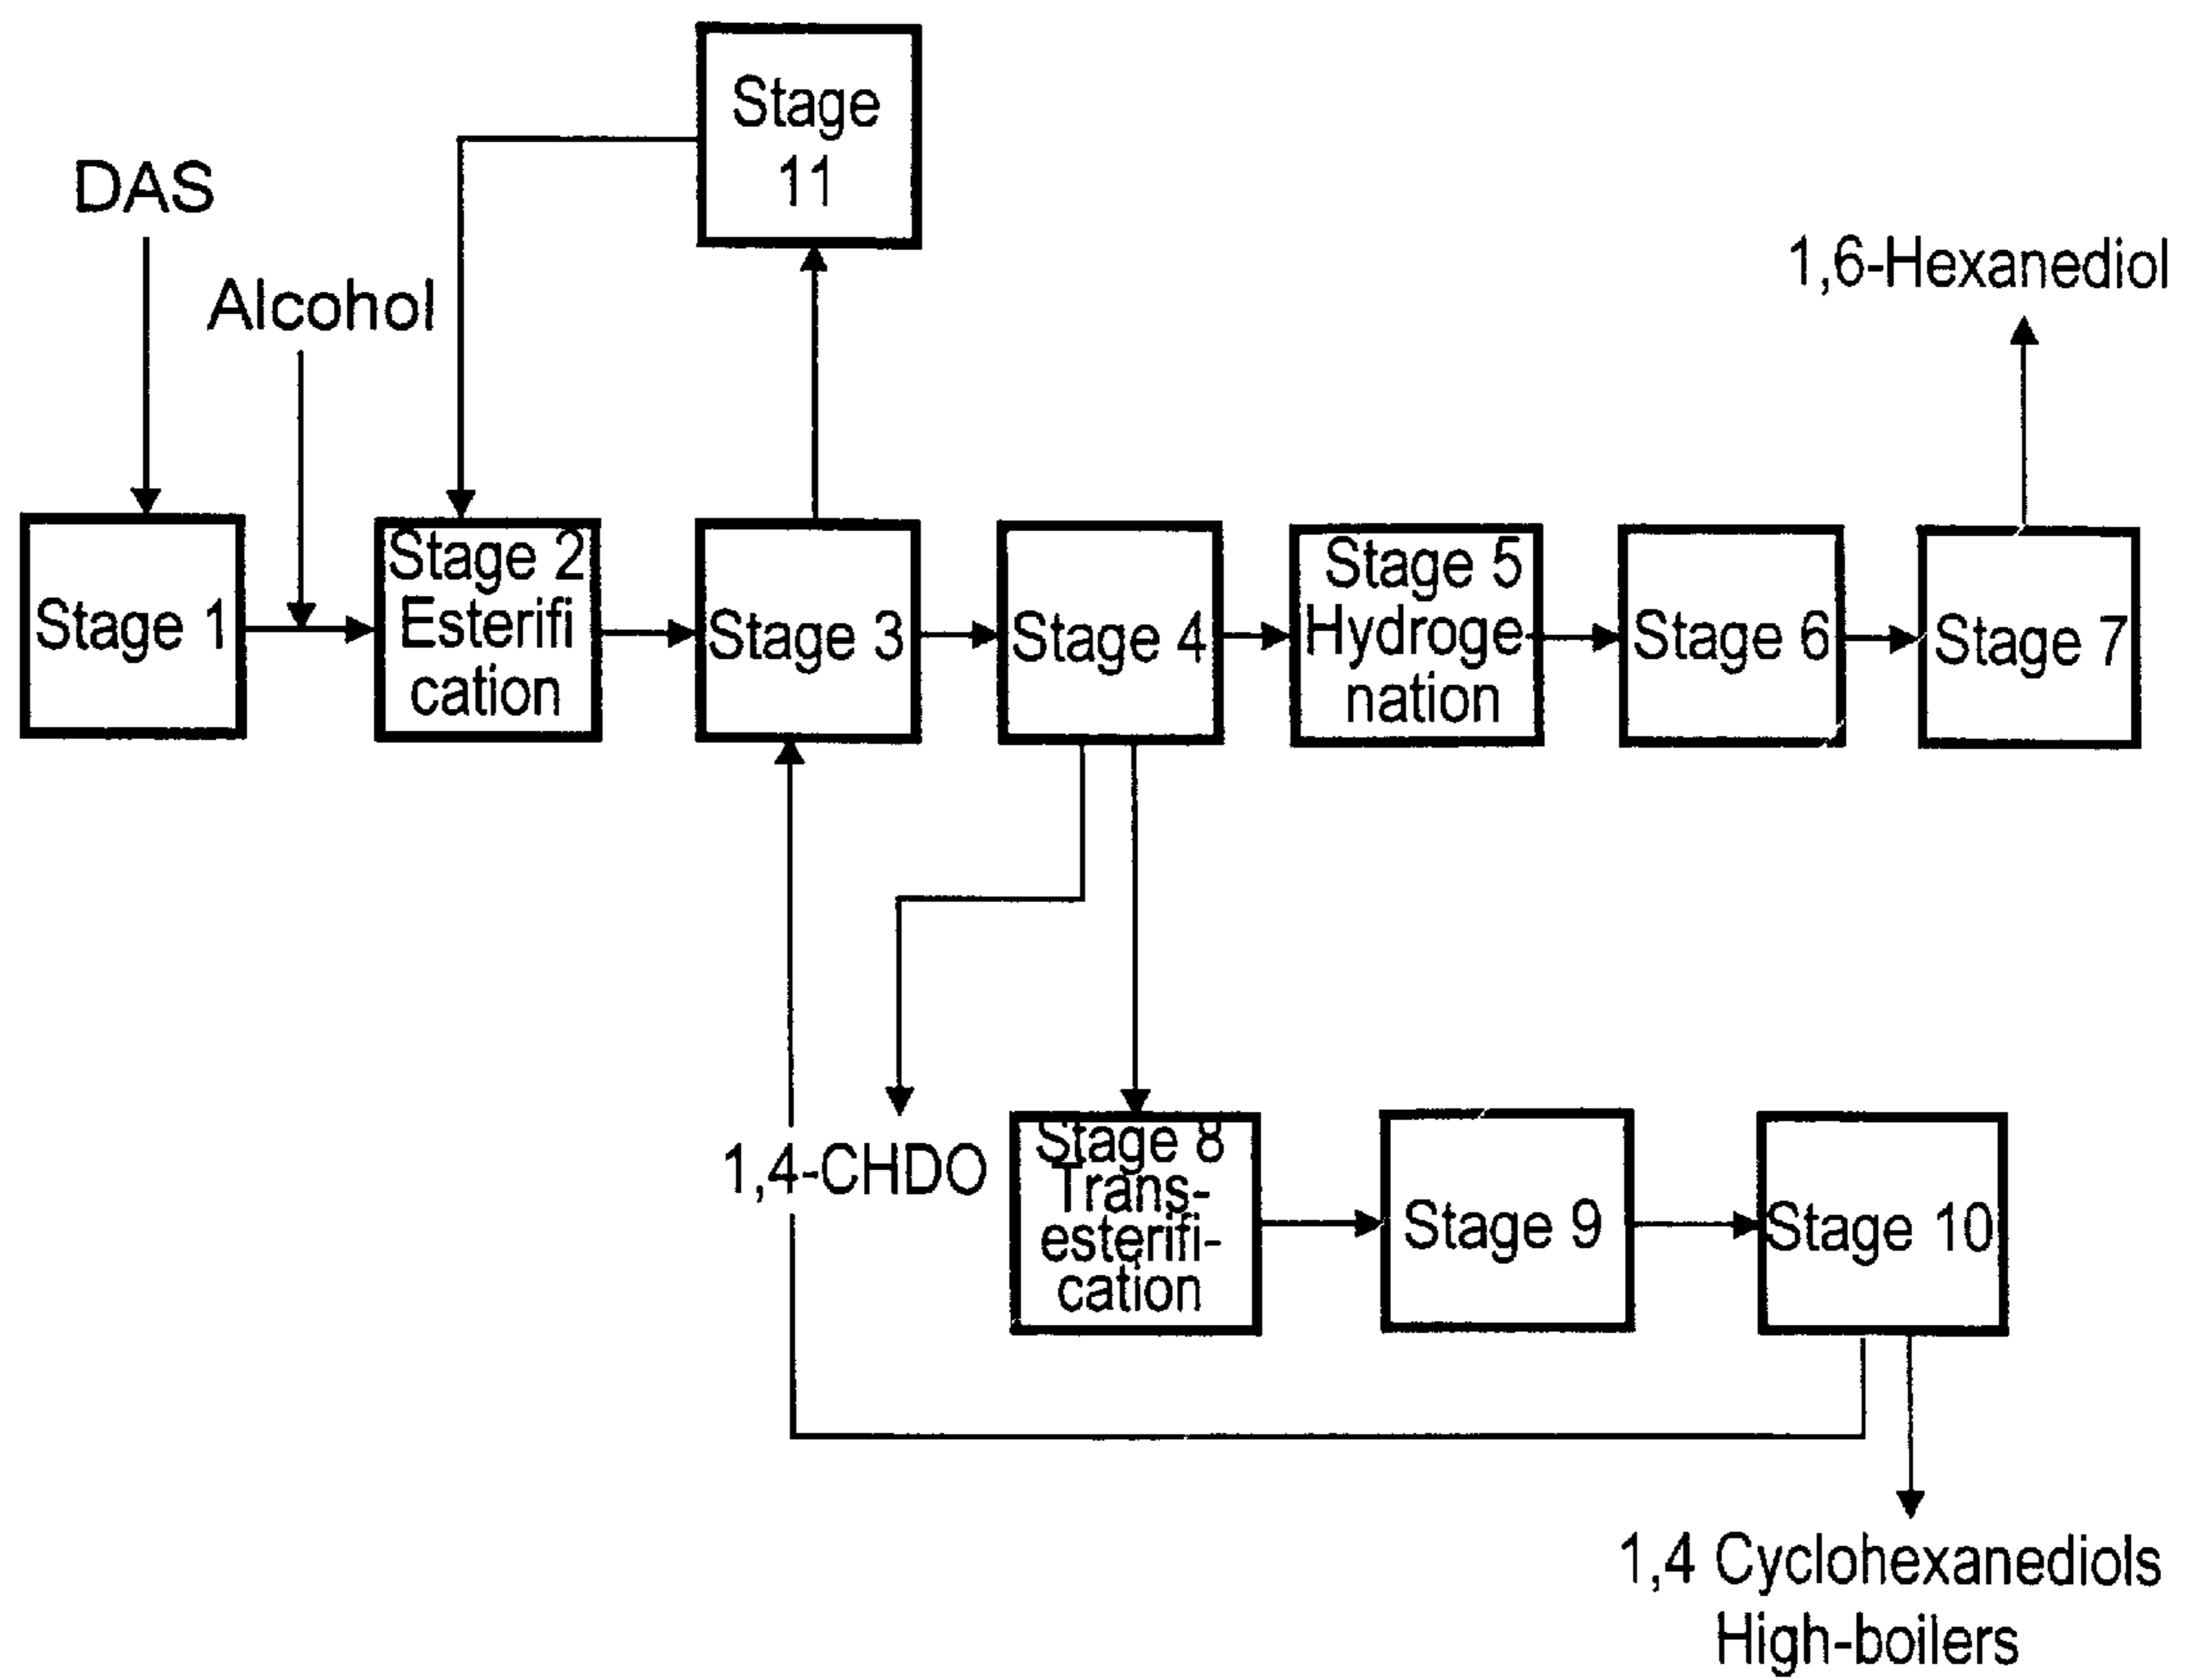 Stage
11
DAS
Alcohol
1,6-Hexanediol
Stage 1
Stage 2
Esterifi
cation
Stage 3
Stage 4
Stage 5
Hydroge
nation
Stage 6
Stage 7
1,4-CHDO
Stage 8
Trans-
esterifi-
cation
Stage 9
Stage 10
1,4 Cyclohexanediols
High-boilers